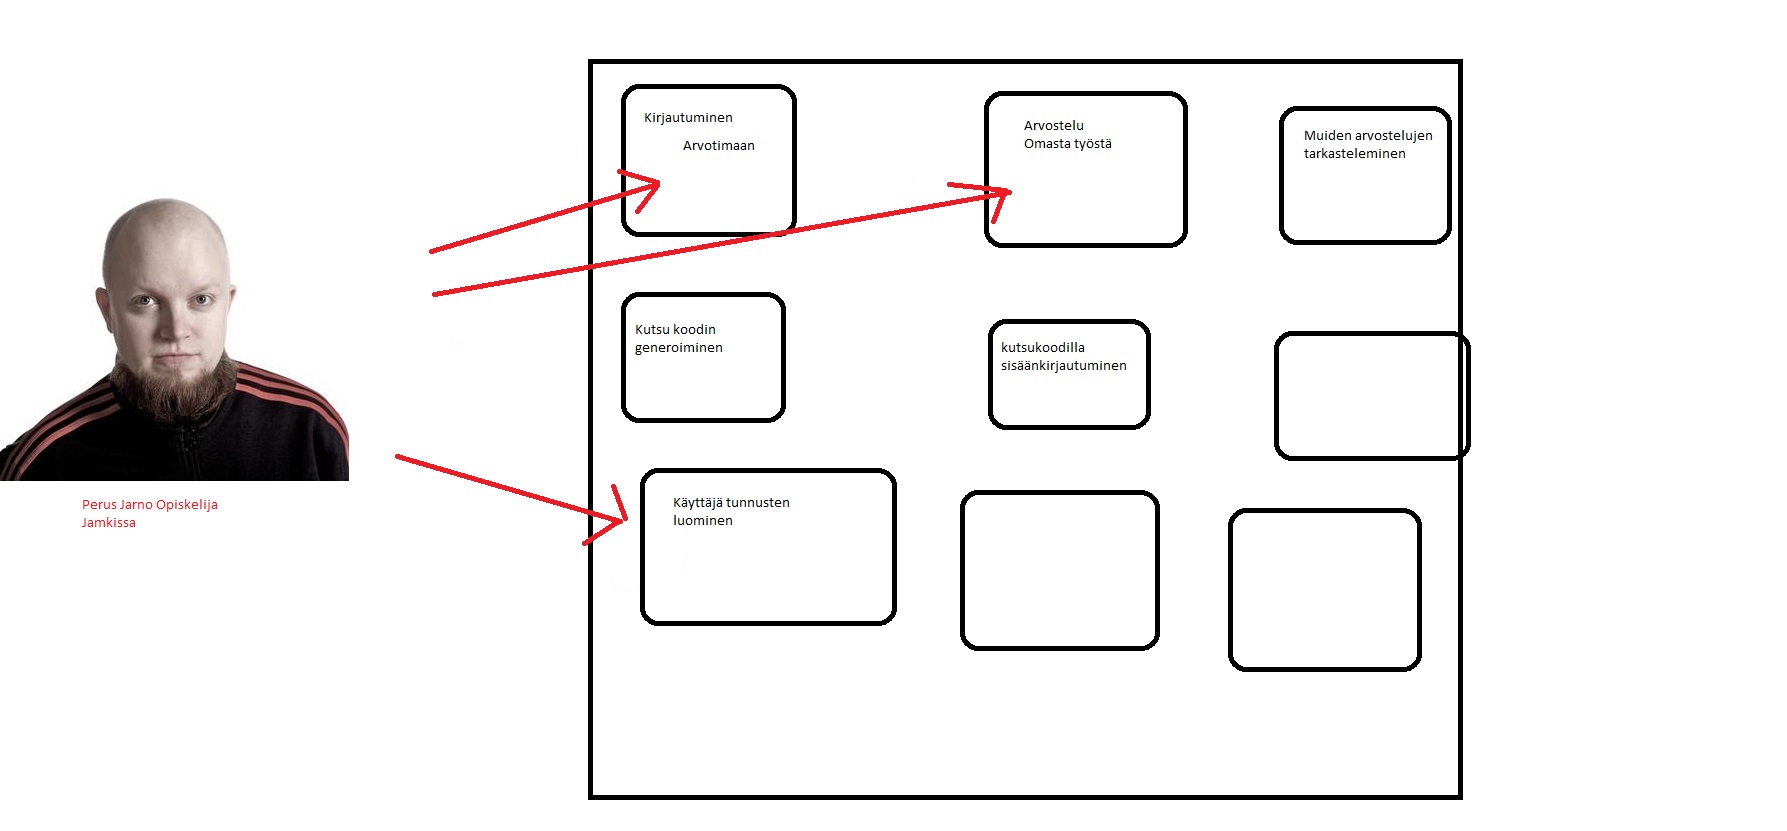 Kirjautuminen
Arvotimaan
Arvostelu
Omasta työstä
Muiden arvostelujen
tarkasteleminen
Kutsu koodin
generoiminen
kutsukoodilla
sisäänkirjautuminen
Käyttäjä tunnusten
luominen
Perus Jarno Opiskelija
Jamkissa